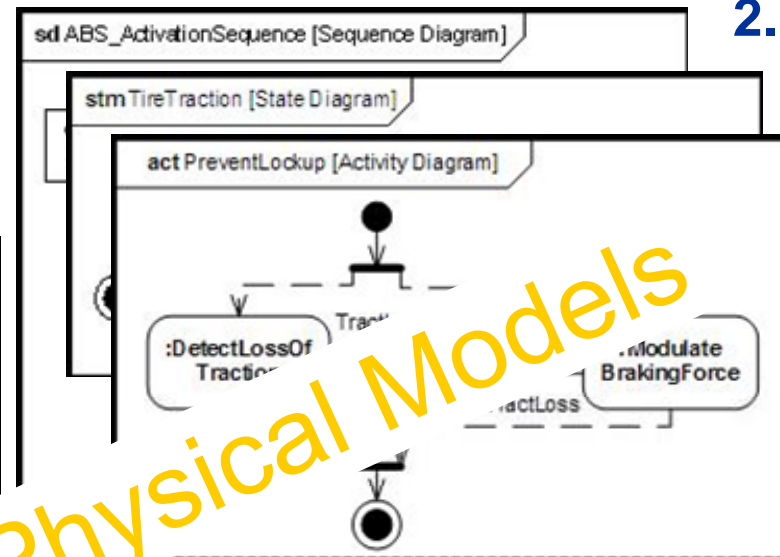 2.
sd ABS_ActivationSequence [Sequence Diagram]
stm TireTraction [State Diagram]
act PreventLockup [Activity Diagram]
:DetectLossOf
:Modulate
BrakingForce
Physical Models